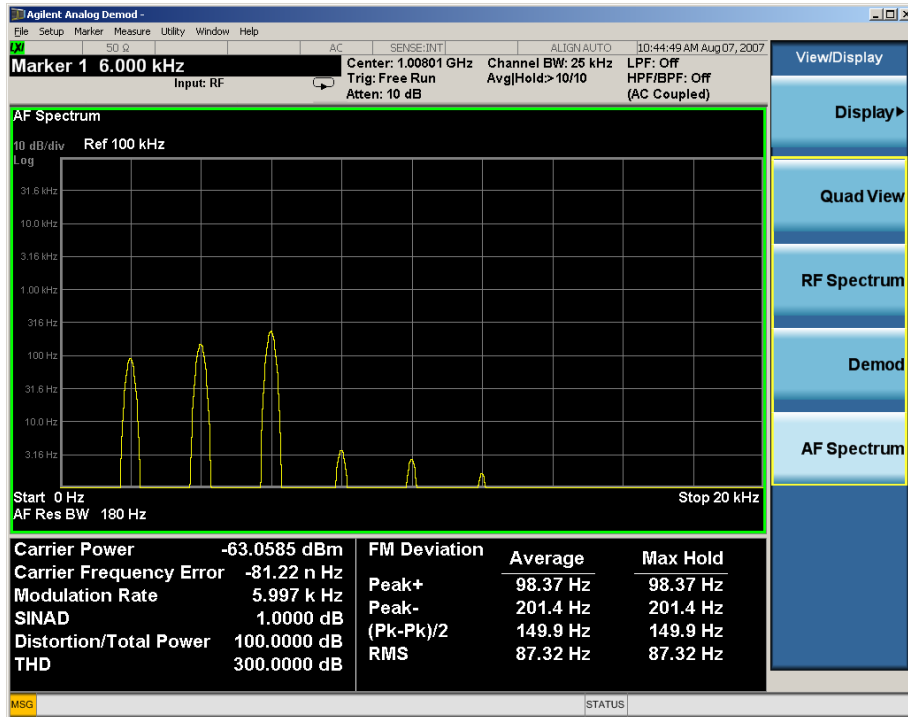 Agilent Analog Demod -
File Setup Marker Measure Utility Window Help
LXI 50 Ω AC SENSE:INT ALIGN AUTO 10:44:49 AM Aug 07, 2007
Marker 1 6.000 kHz
Input: RF
Center: 1.00801 GHz Channel BW: 25 kHz LPF: Off
Trig: Free Run Avg|Hold:>10/10 HPF/BPF: Off
Atten: 10 dB (AC Coupled)
AF Spectrum
10 dB/div Ref 100 kHz
Log
31.6 kHz
10.0 kHz
3.16 kHz
1.00 kHz
316 Hz
100 Hz
31.6 Hz
10.0 Hz
3.16 Hz
Start 0 Hz Stop 20 kHz
AF Res BW 180 Hz
Carrier Power -63.0585 dBm
Carrier Frequency Error -81.22 n Hz
Modulation Rate 5.997 k Hz
SINAD 1.0000 dB
Distortion/Total Power 100.0000 dB
THD 300.0000 dB
FM Deviation Average Max Hold
Peak+ 98.37 Hz 98.37 Hz
Peak- 201.4 Hz 201.4 Hz
(Pk-Pk)/2 149.9 Hz 149.9 Hz
RMS 87.32 Hz 87.32 Hz
View/Display
Display
Quad View
RF Spectrum
Demod
AF Spectrum
MSG STATUS